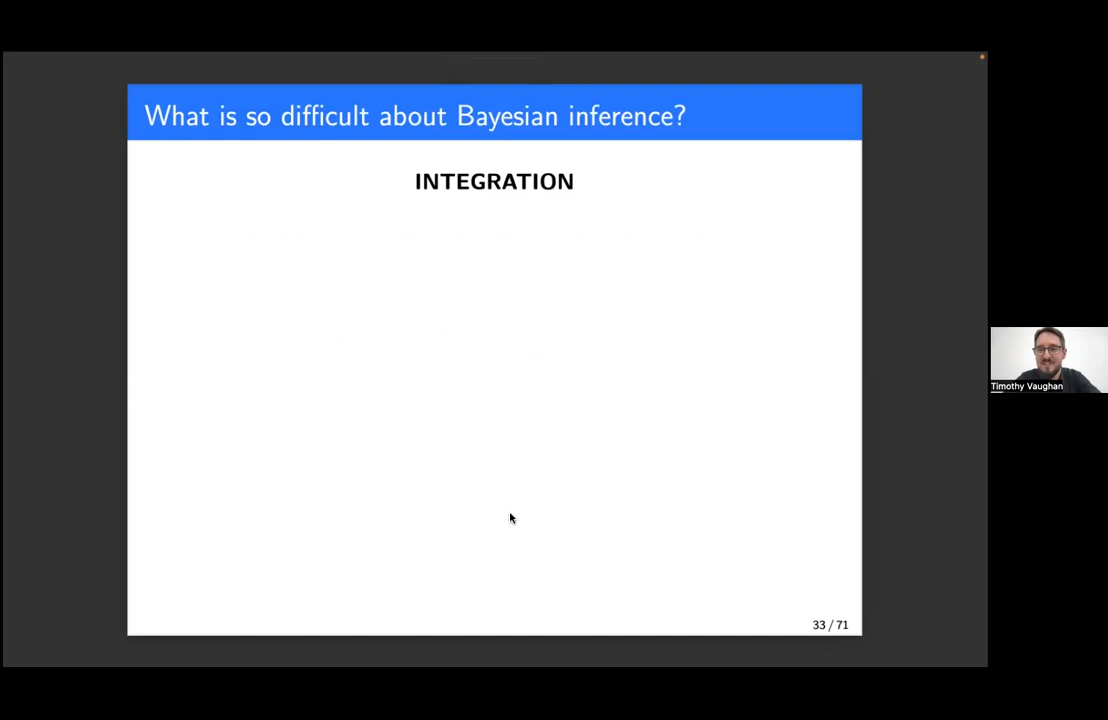 What is so difficult about Bayesian inference?
INTEGRATION
Timothy Vaughan
33 / 71